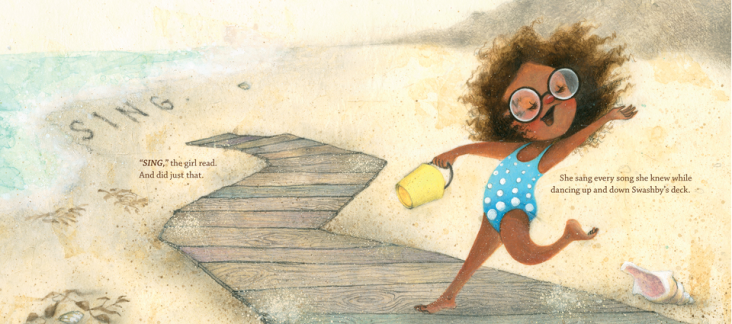 SING.
"SING," the girl read.
And did just that.
She sang every song she knew while
dancing up and down Swashby's deck.